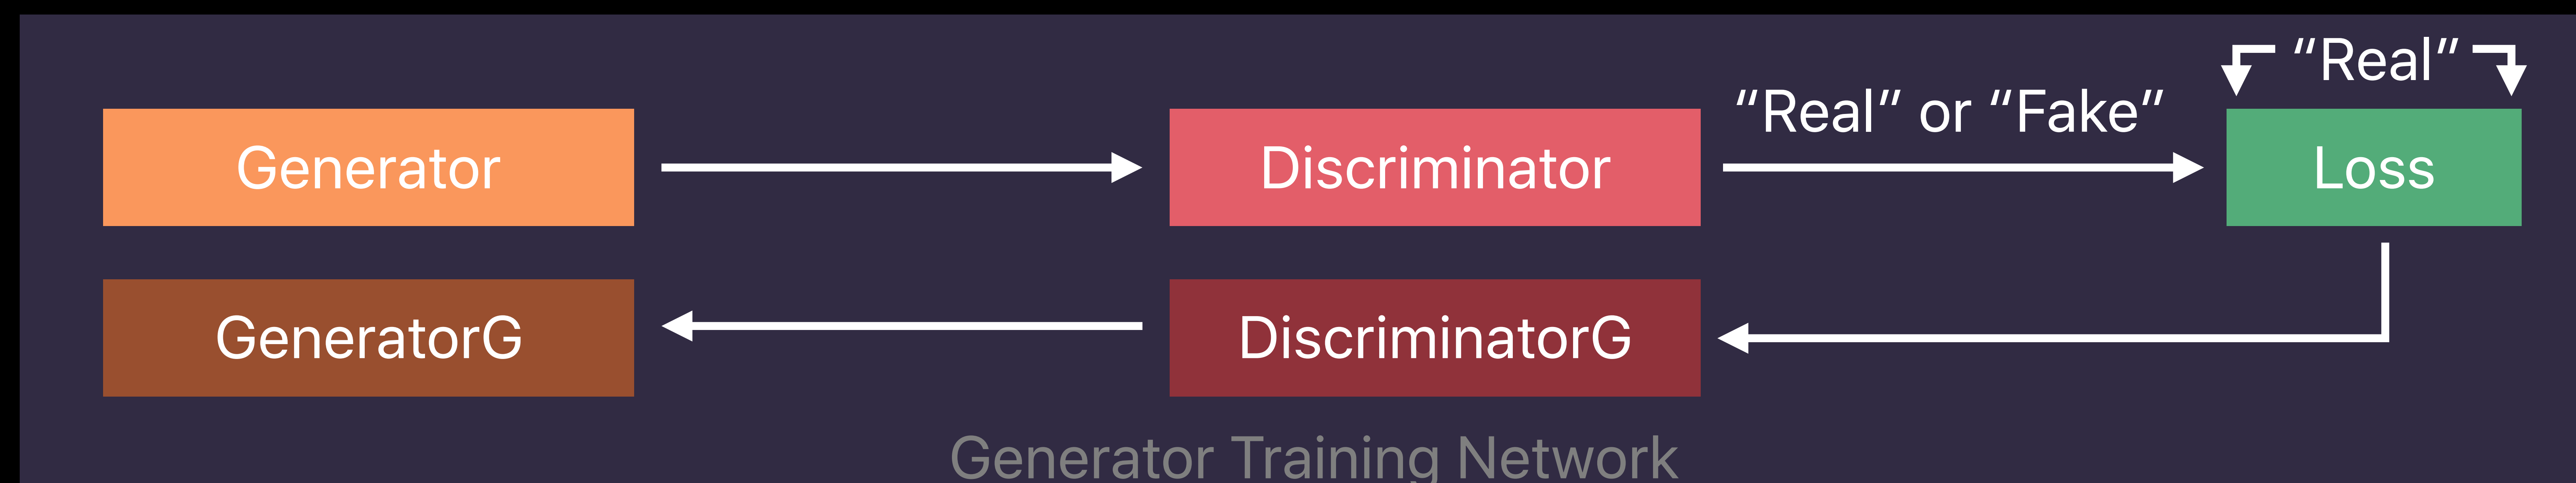 “Real”
“Real” or “Fake”
Generator
Discriminator
Loss
GeneratorG
DiscriminatorG
Generator Training Network